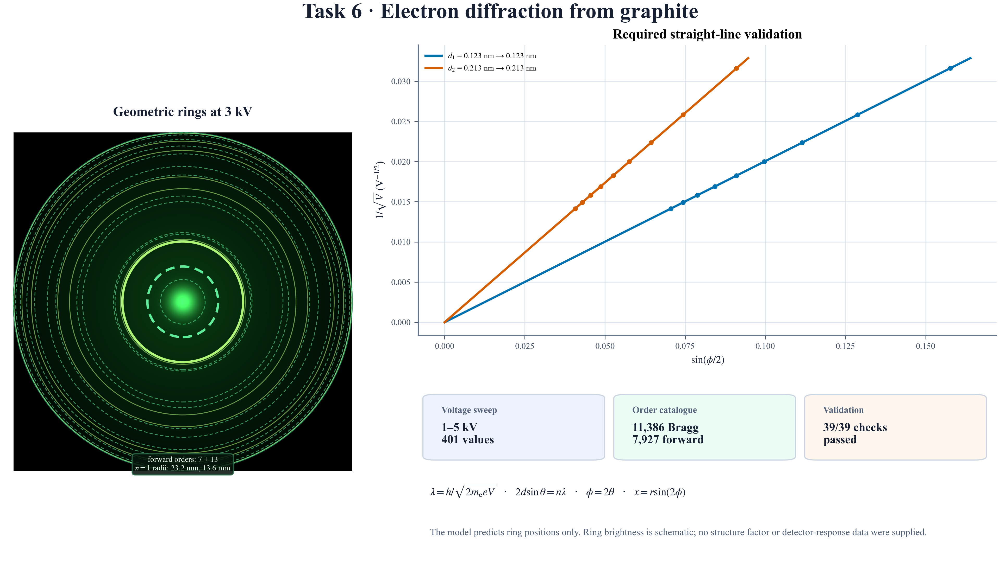 Task 6 · Electron diffraction from graphite
Geometric rings at 3 kV
forward orders: 7 + 13
n = 1 radii: 23.2 mm, 13.6 mm
Required straight-line validation
d₁ = 0.123 nm → 0.123 nm
d₂ = 0.213 nm → 0.213 nm
1/√V (V⁻¹/²)
0.030
0.025
0.020
0.015
0.010
0.005
0.000
0.000 0.025 0.050 0.075 0.100 0.125 0.150
sin(ϕ/2)
Voltage sweep
1–5 kV
401 values
Order catalogue
11,386 Bragg
7,927 forward
Validation
39/39 checks
passed
λ = h/√(2mₑeV) · 2d sin θ = nλ · ϕ = 2θ · x = r sin(2ϕ)
The model predicts ring positions only. Ring brightness is schematic; no structure factor or detector-response data were supplied.